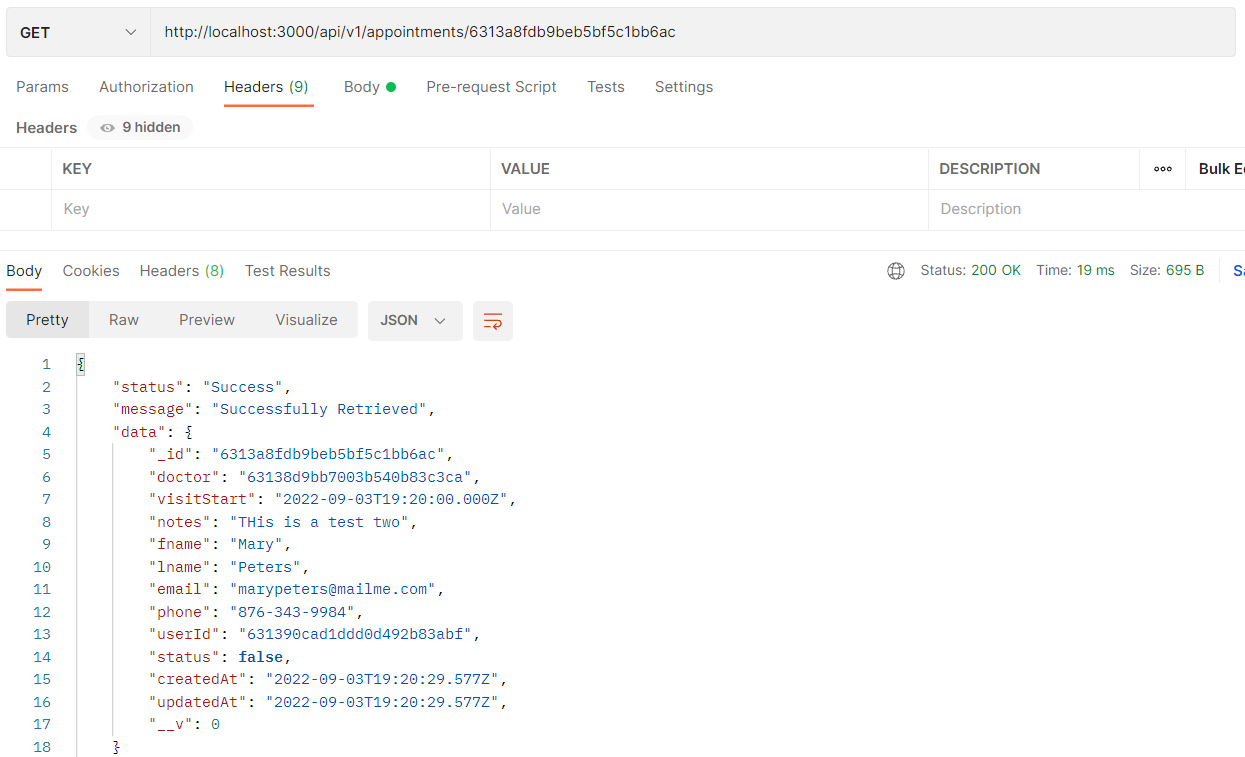 GET http://localhost:3000/api/v1/appointments/6313a8fdb9beb5bf5c1bb6ac
Params Authorization Headers (9) Body Pre-request Script Tests Settings
Headers 9 hidden
KEY VALUE DESCRIPTION ooo Bulk E
Key Value Description
Body Cookies Headers (8) Test Results Status: 200 OK Time: 19 ms Size: 695 B Sa
Pretty Raw Preview Visualize JSON
1 {
2 "status": "Success",
3 "message": "Successfully Retrieved",
4 "data": {
5 "_id": "6313a8fdb9beb5bf5c1bb6ac",
6 "doctor": "63138d9bb7003b540b83c3ca",
7 "visitStart": "2022-09-03T19:20:00.000Z",
8 "notes": "THis is a test two",
9 "fname": "Mary",
10 "lname": "Peters",
11 "email": "marypeters@mailme.com",
12 "phone": "876-343-9984",
13 "userId": "631390cad1ddd0d492b83abf",
14 "status": false,
15 "createdAt": "2022-09-03T19:20:29.577Z",
16 "updatedAt": "2022-09-03T19:20:29.577Z",
17 "__v": 0
18 }